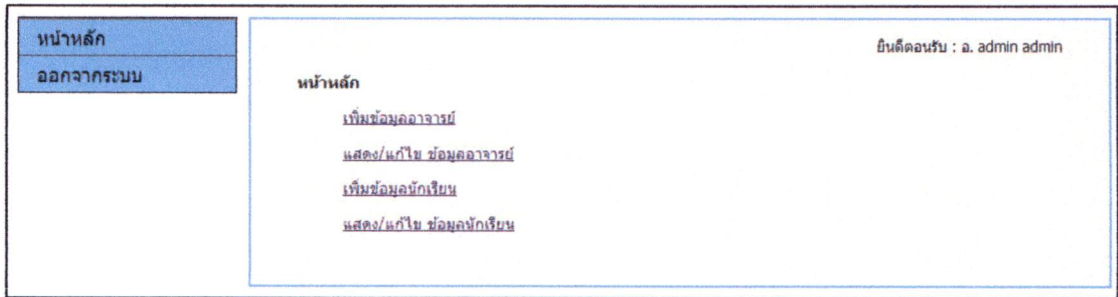 หน้าหลัก
ออกจากระบบ
ยินดีตอนรับ : อ. admin admin
หน้าหลัก
เพิ่มข้อมูลอาจารย์
แสดง/แก้ไข ข้อมูลอาจารย์
เพิ่มข้อมูลนักเรียน
แสดง/แก้ไข ข้อมูลนักเรียน